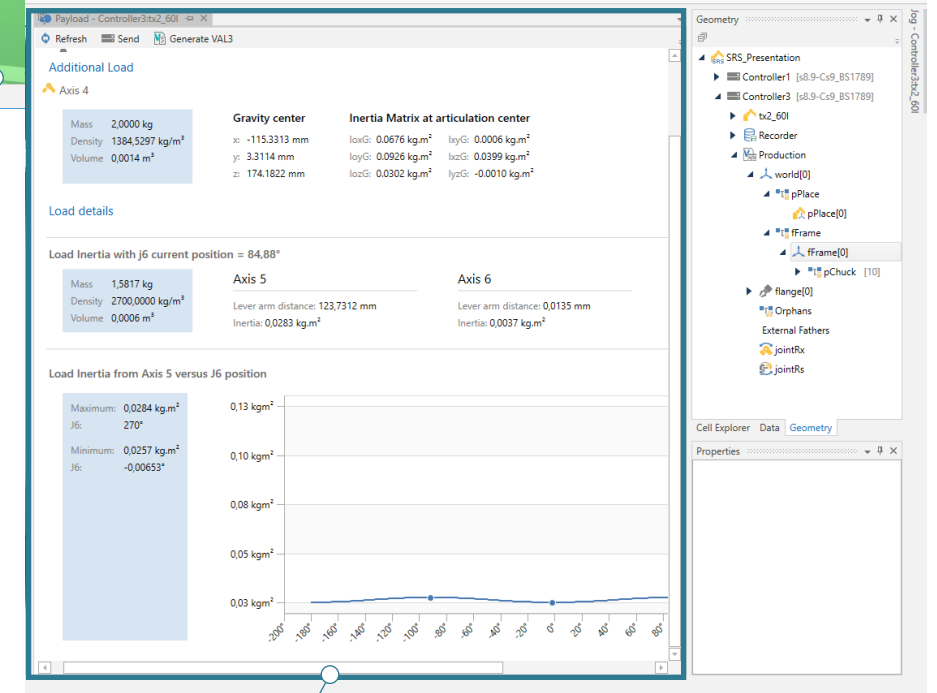 Payload - Controller3:tx2_60l
Refresh Send Generate VAL3
Additional Load
Axis 4
Mass 2,0000 kg
Density 1384,5297 kg/m³
Volume 0,0014 m³
Gravity center
x: -115.3313 mm
y: 3.3114 mm
z: 174.1822 mm
Inertia Matrix at articulation center
IoxG: 0.0676 kg.m² IxyG: 0.0006 kg.m²
IoyG: 0.0926 kg.m² IxzG: 0.0399 kg.m²
IozG: 0.0302 kg.m² IyzG: -0.0010 kg.m²
Load details
Load Inertia with j6 current position = 84,88°
Mass 1,5817 kg
Density 2700,0000 kg/m³
Volume 0,0006 m³
Axis 5
Lever arm distance: 123,7312 mm
Inertia: 0,0283 kg.m²
Axis 6
Lever arm distance: 0,0135 mm
Inertia: 0,0037 kg.m²
Load Inertia from Axis 5 versus J6 position
Maximum: 0,0284 kg.m²
J6: 270°
Minimum: 0,0257 kg.m²
J6: -0,00653°
0,13 kgm²
0,10 kgm²
0,08 kgm²
0,05 kgm²
0,03 kgm²
-200° -180° -160° -140° -120° -100° -80° -60° -40° -20° 0° 20° 40° 60° 80°
Geometry
SRS_Presentation
Controller1 [s8.9-Cs9_BS1789]
Controller3 [s8.9-Cs9_BS1789]
tx2_60l
Recorder
Production
world[0]
pPlace
pPlace[0]
fFrame
fFrame[0]
pChuck [10]
flange[0]
Orphans
External Fathers
jointRx
jointRs
Cell Explorer Data Geometry
Properties
Jog - Controller3:tx2_60l